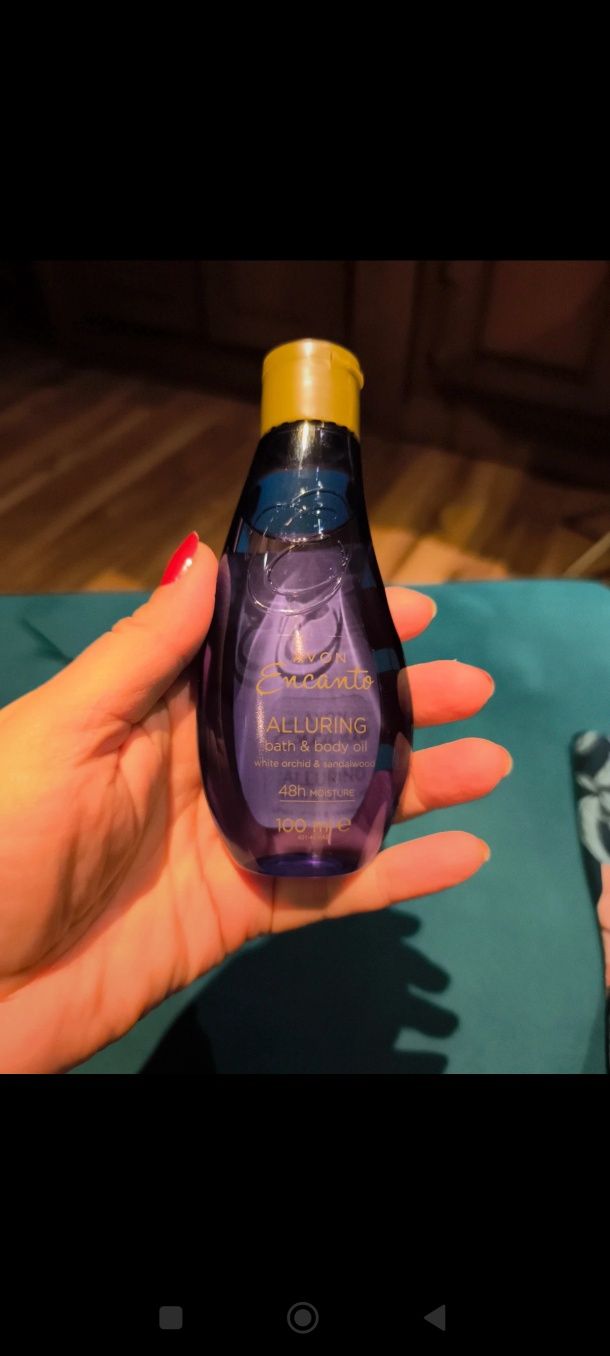 AVON
Encanto
ALLURING
bath & body oil
white orchid & sandalwood
48h MOISTURE
100 ml ℮